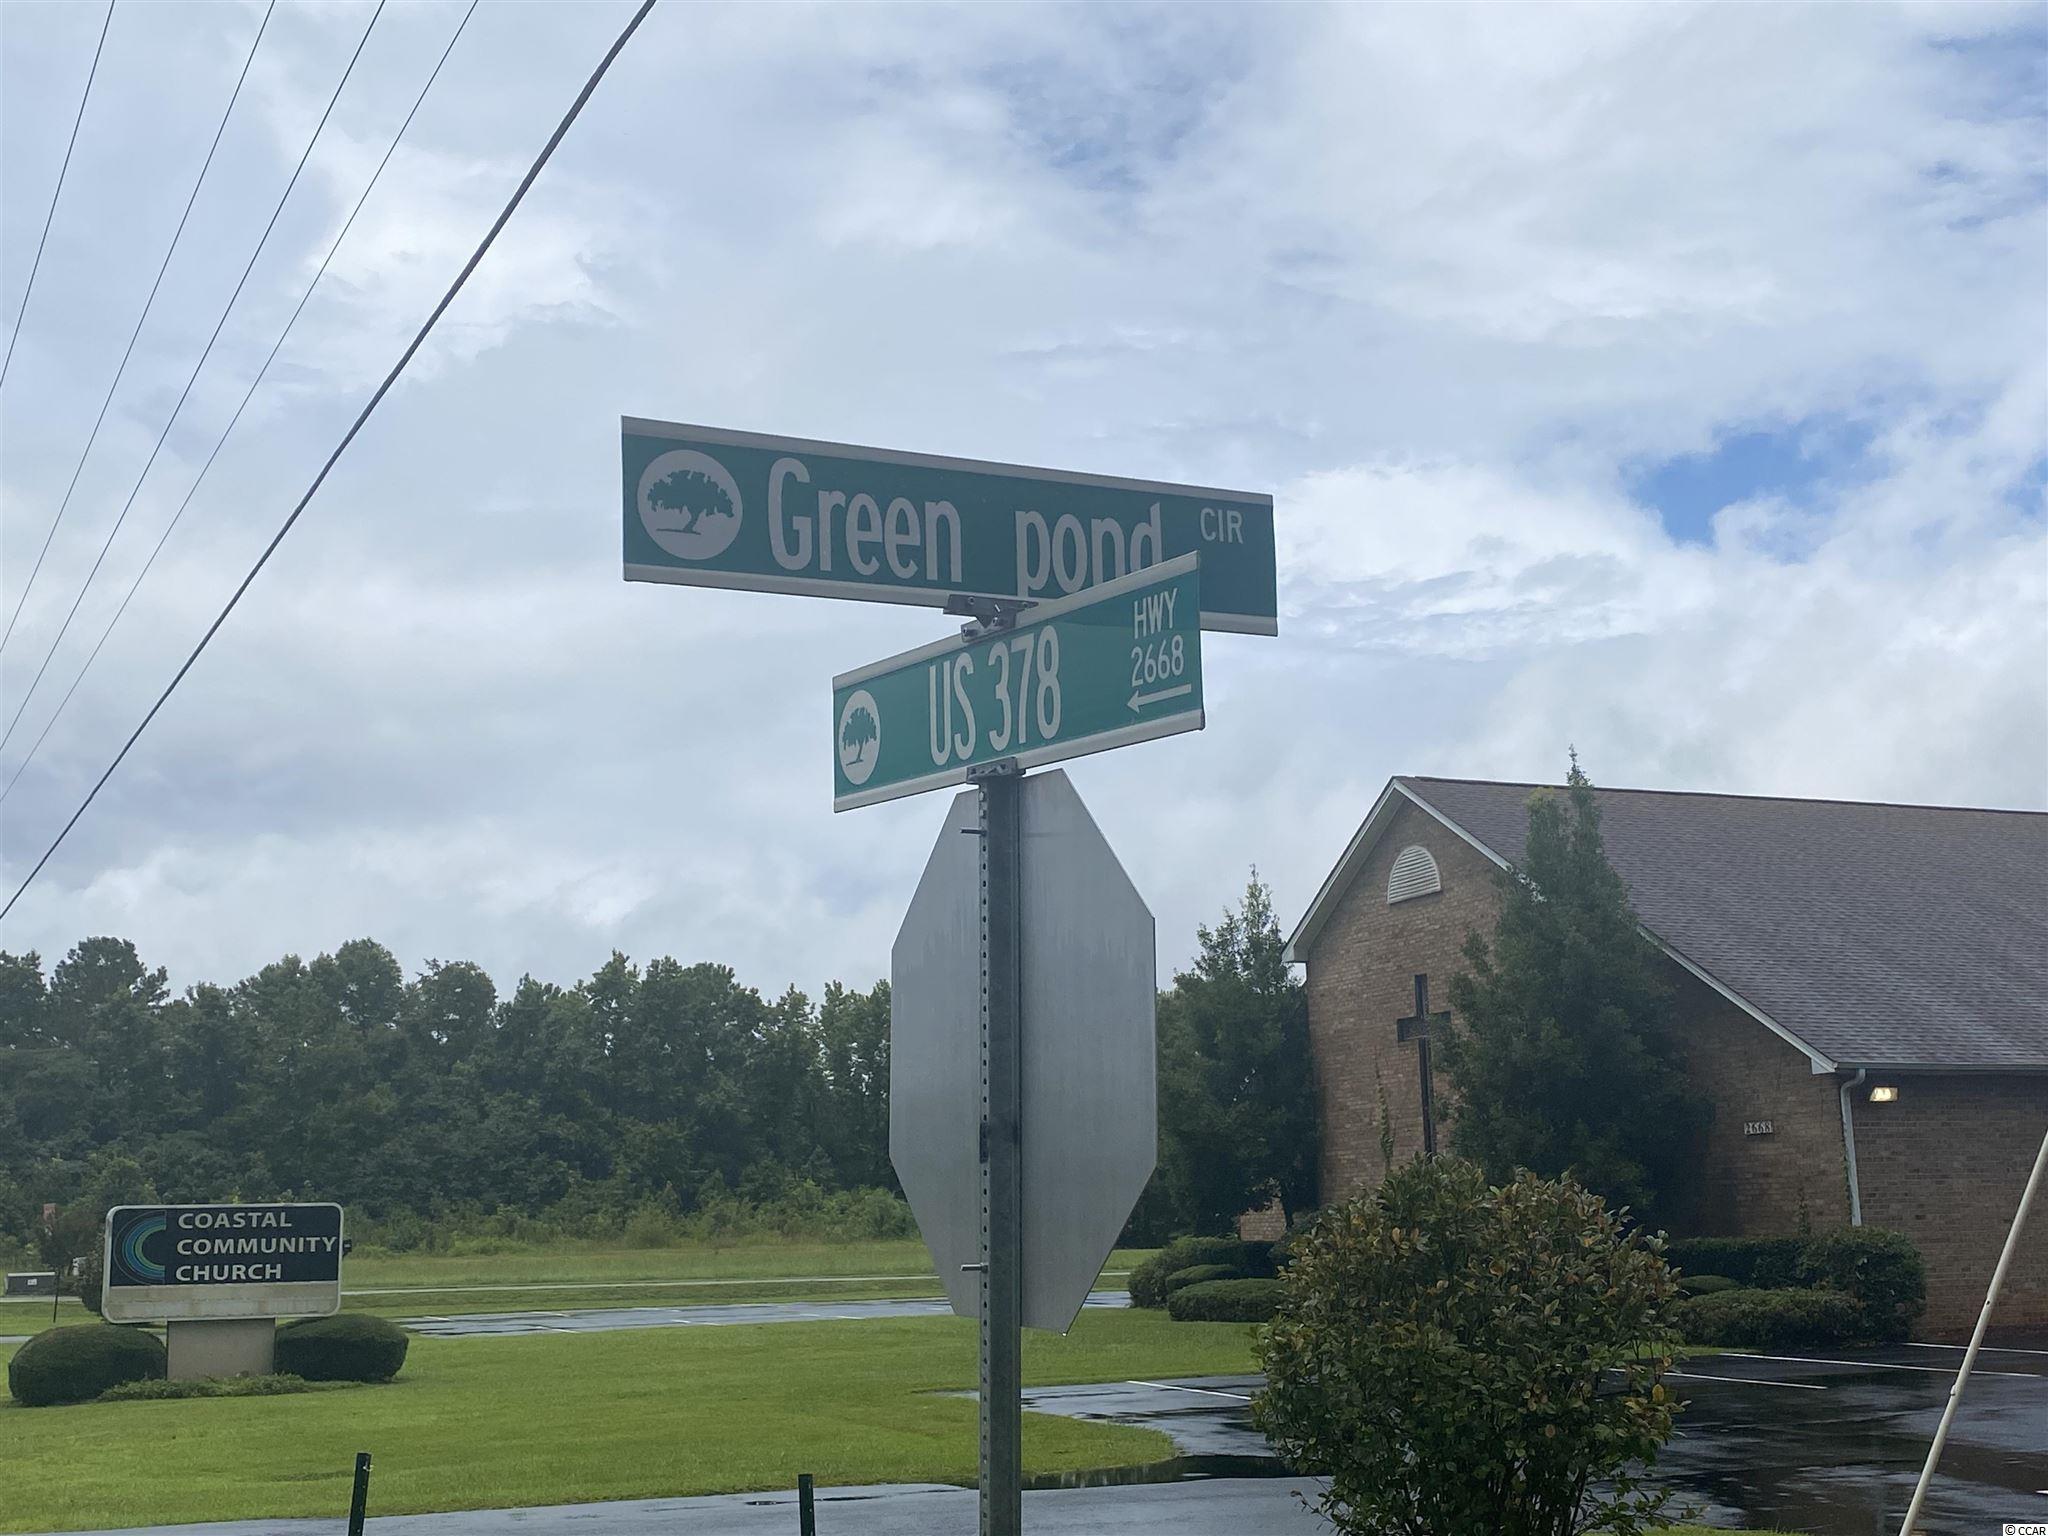 Green pond CIR
US 378 HWY
2668
2668
COASTAL
COMMUNITY
CHURCH
© CCAR